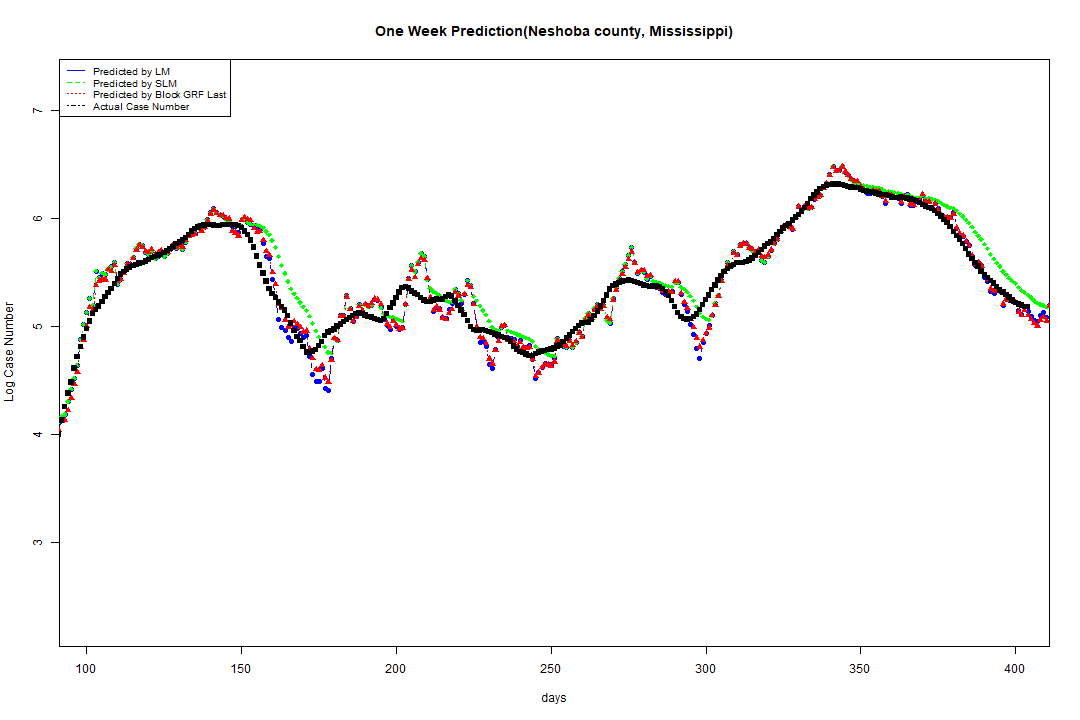 One Week Prediction(Neshoba county, Mississippi)
Predicted by LM
Predicted by SLM
Predicted by Block GRF Last
Actual Case Number
7
6
5
4
3
Log Case Number
100 150 200 250 300 350 400
days